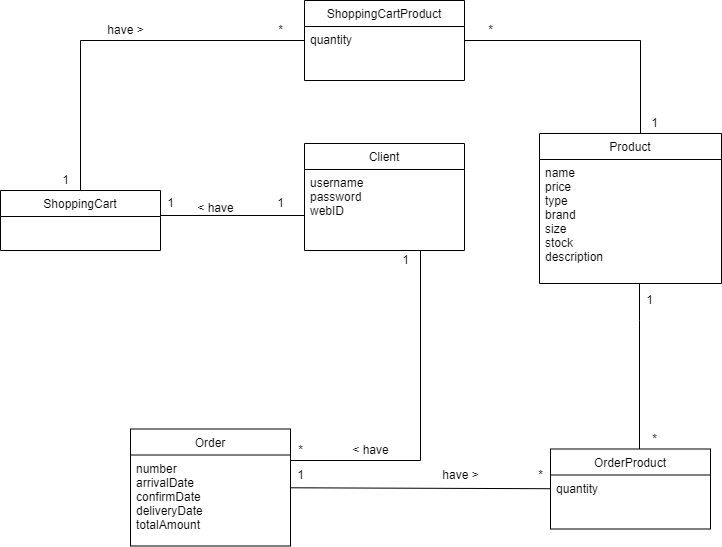 ShoppingCartProduct
quantity
have >
*
*
1
1
Product
name
price
type
brand
size
stock
description
Client
username
password
webID
ShoppingCart
1
< have
1
1
1
Order
number
arrivalDate
confirmDate
deliveryDate
totalAmount
*
< have
1
have >
*
*
OrderProduct
quantity